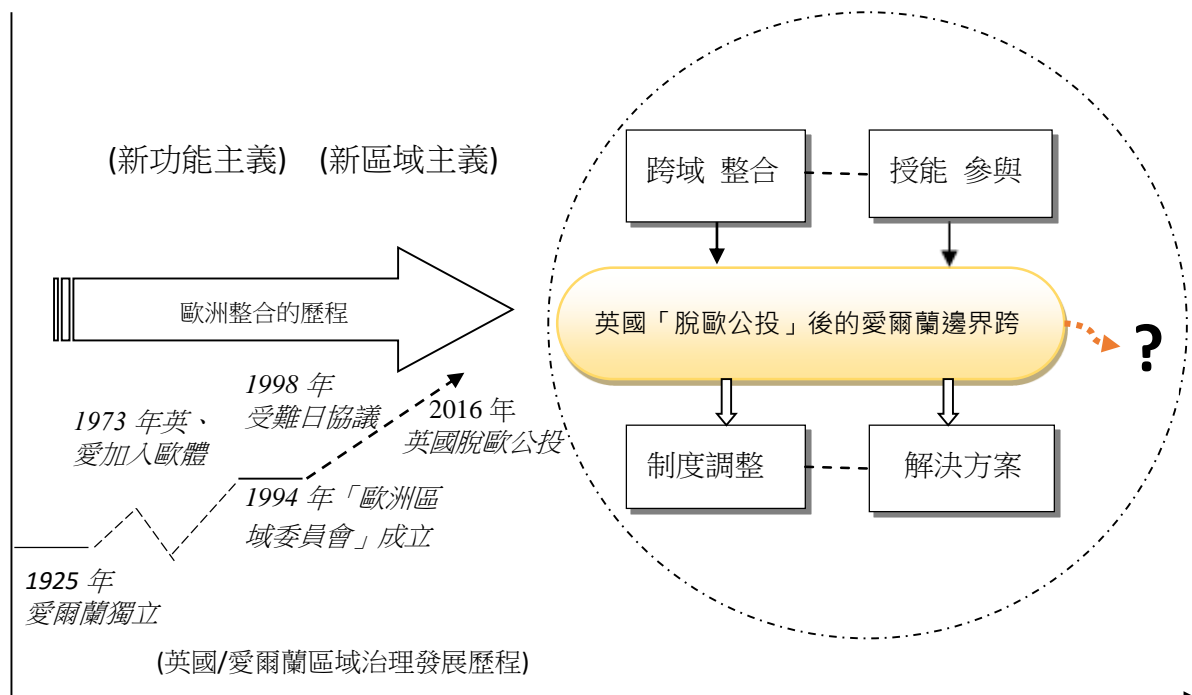 (新功能主義) (新區域主義)
歐洲整合的歷程
1973 年英、
愛加入歐體
1998 年
受難日協議
2016 年
英國脫歐公投
1994 年「歐洲區
域委員會」成立
1925 年
愛爾蘭獨立
(英國/愛爾蘭區域治理發展歷程)
跨域 整合
授能 參與
英國「脫歐公投」後的愛爾蘭邊界跨
?
制度調整
解決方案